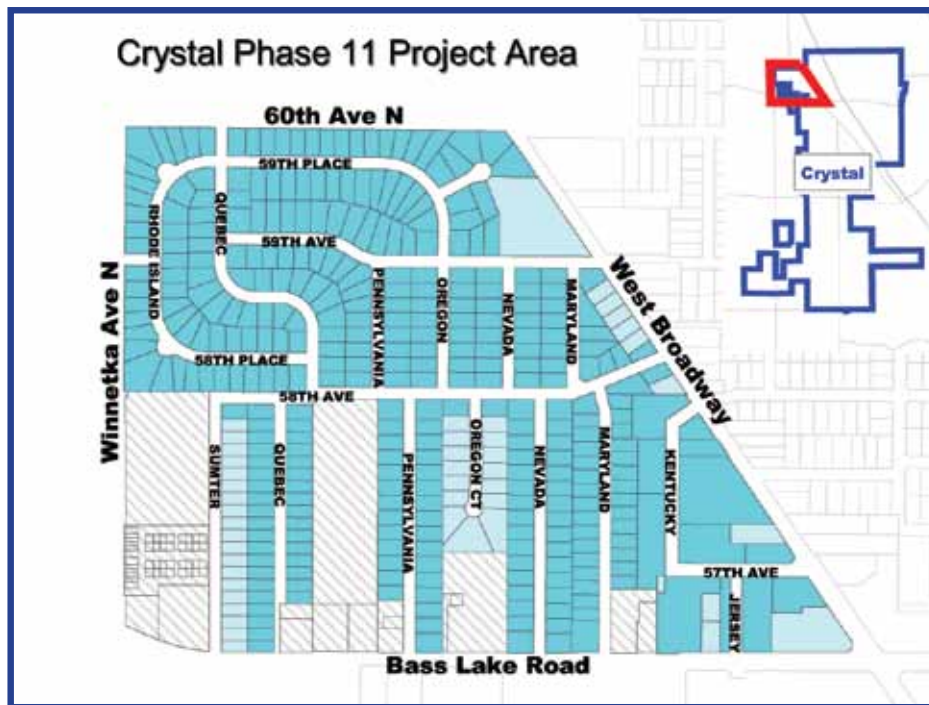 Crystal Phase 11 Project Area
60th Ave N
Crystal
59TH PLACE
QUEBEC
RHODE ISLAND
59TH AVE
Winnetka Ave N
PENNSYLVANIA
OREGON
NEVADA
MARYLAND
West Broadway
58TH PLACE
58TH AVE
SUMTER
QUEBEC
PENNSYLVANIA
OREGON CT
NEVADA
MARYLAND
KENTUCKY
57TH AVE
JERSEY
Bass Lake Road